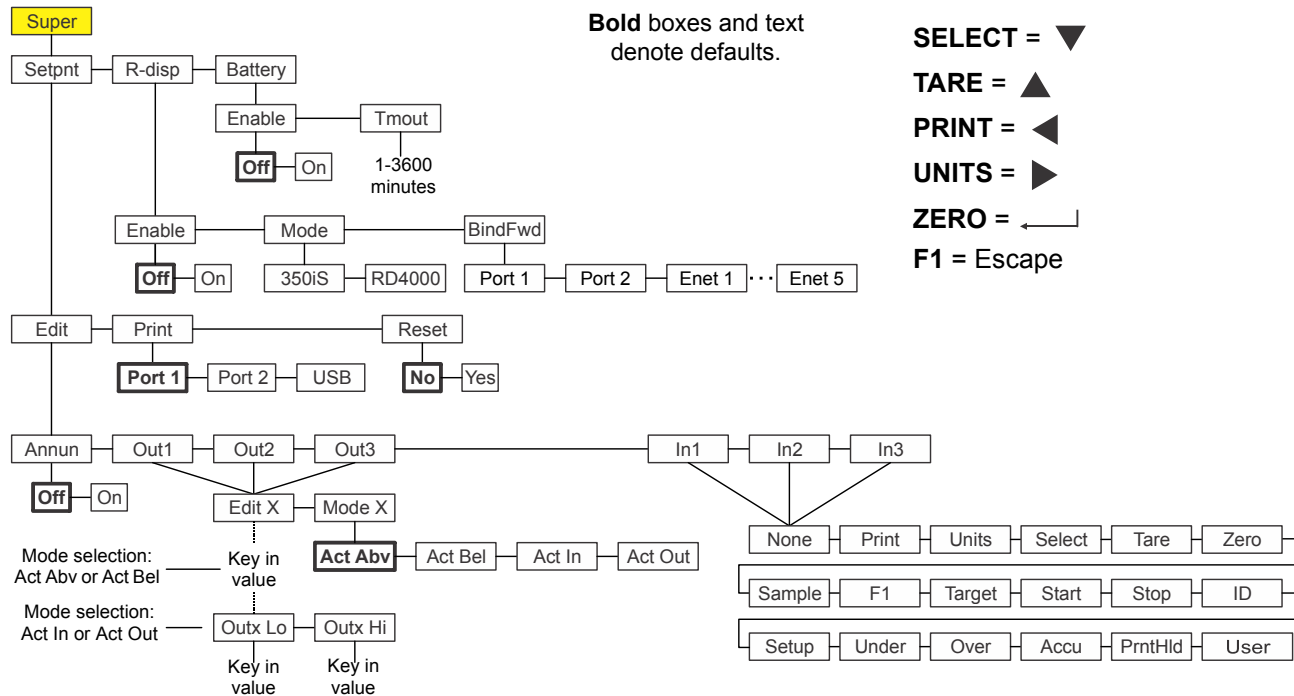 Super
Bold boxes and text
denote defaults.
SELECT =
TARE =
PRINT =
UNITS =
ZERO =
F1 = Escape
Setpnt R-disp Battery
Enable Tmout
Off On
1-3600
minutes
Enable Mode BindFwd
Off On 350iS RD4000 Port 1 Port 2 Enet 1 ··· Enet 5
Edit Print Reset
Port 1 Port 2 USB No Yes
Annun Out1 Out2 Out3 In1 In2 In3
Off On
Edit X Mode X
Mode selection:
Act Abv or Act Bel
Key in
value
Act Abv Act Bel Act In Act Out
Mode selection:
Act In or Act Out
Outx Lo Outx Hi
Key in
value
Key in
value
None Print Units Select Tare Zero
Sample F1 Target Start Stop ID
Setup Under Over Accu PrntHld User